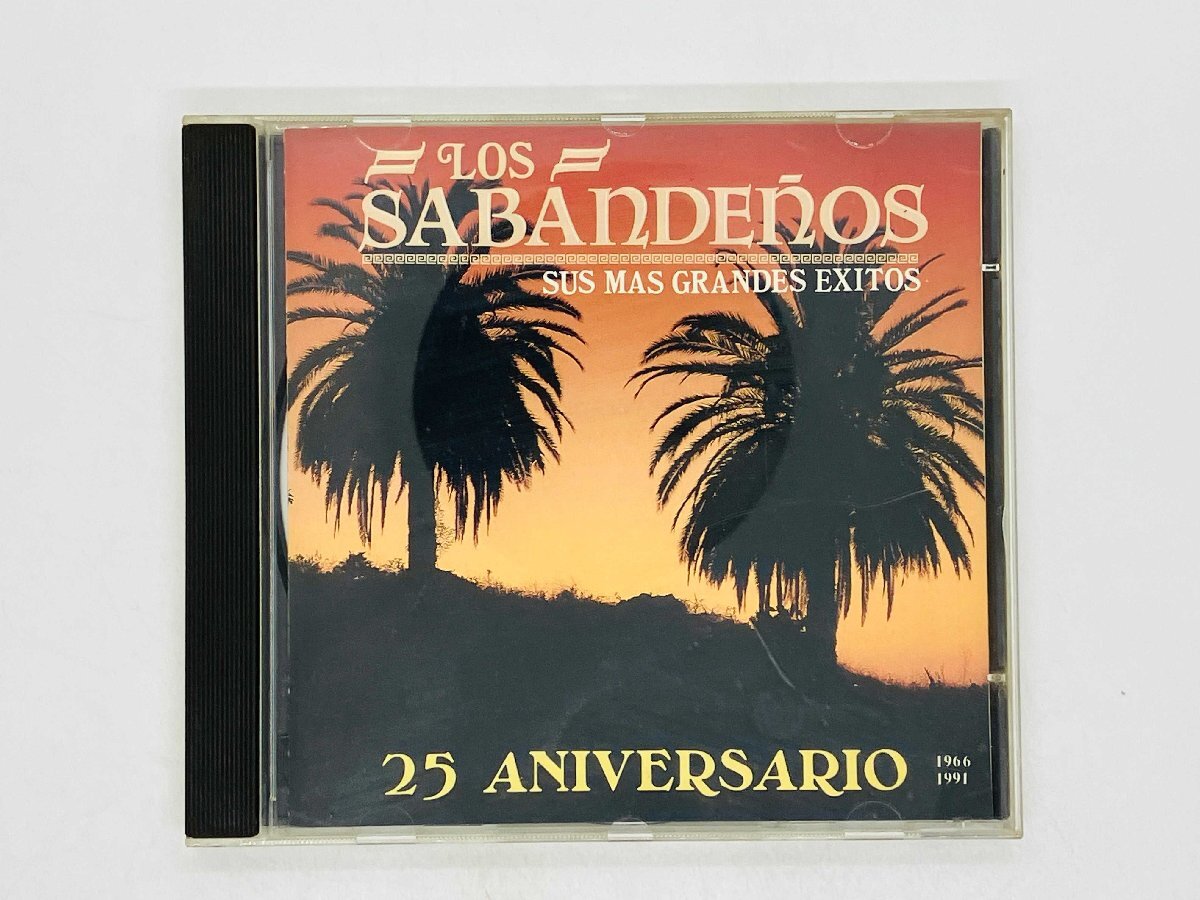 LOS
SABANDEÑOS
SUS MAS GRANDES EXITOS
25 ANIVERSARIO
1966
1991